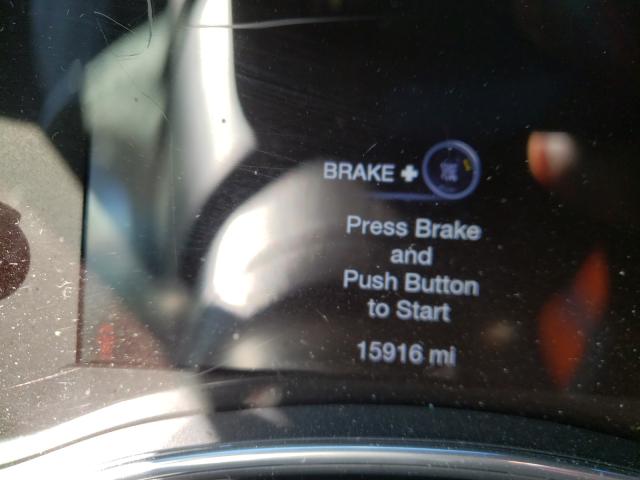 BRAKE +
Press Brake
and
Push Button
to Start
15916 mi